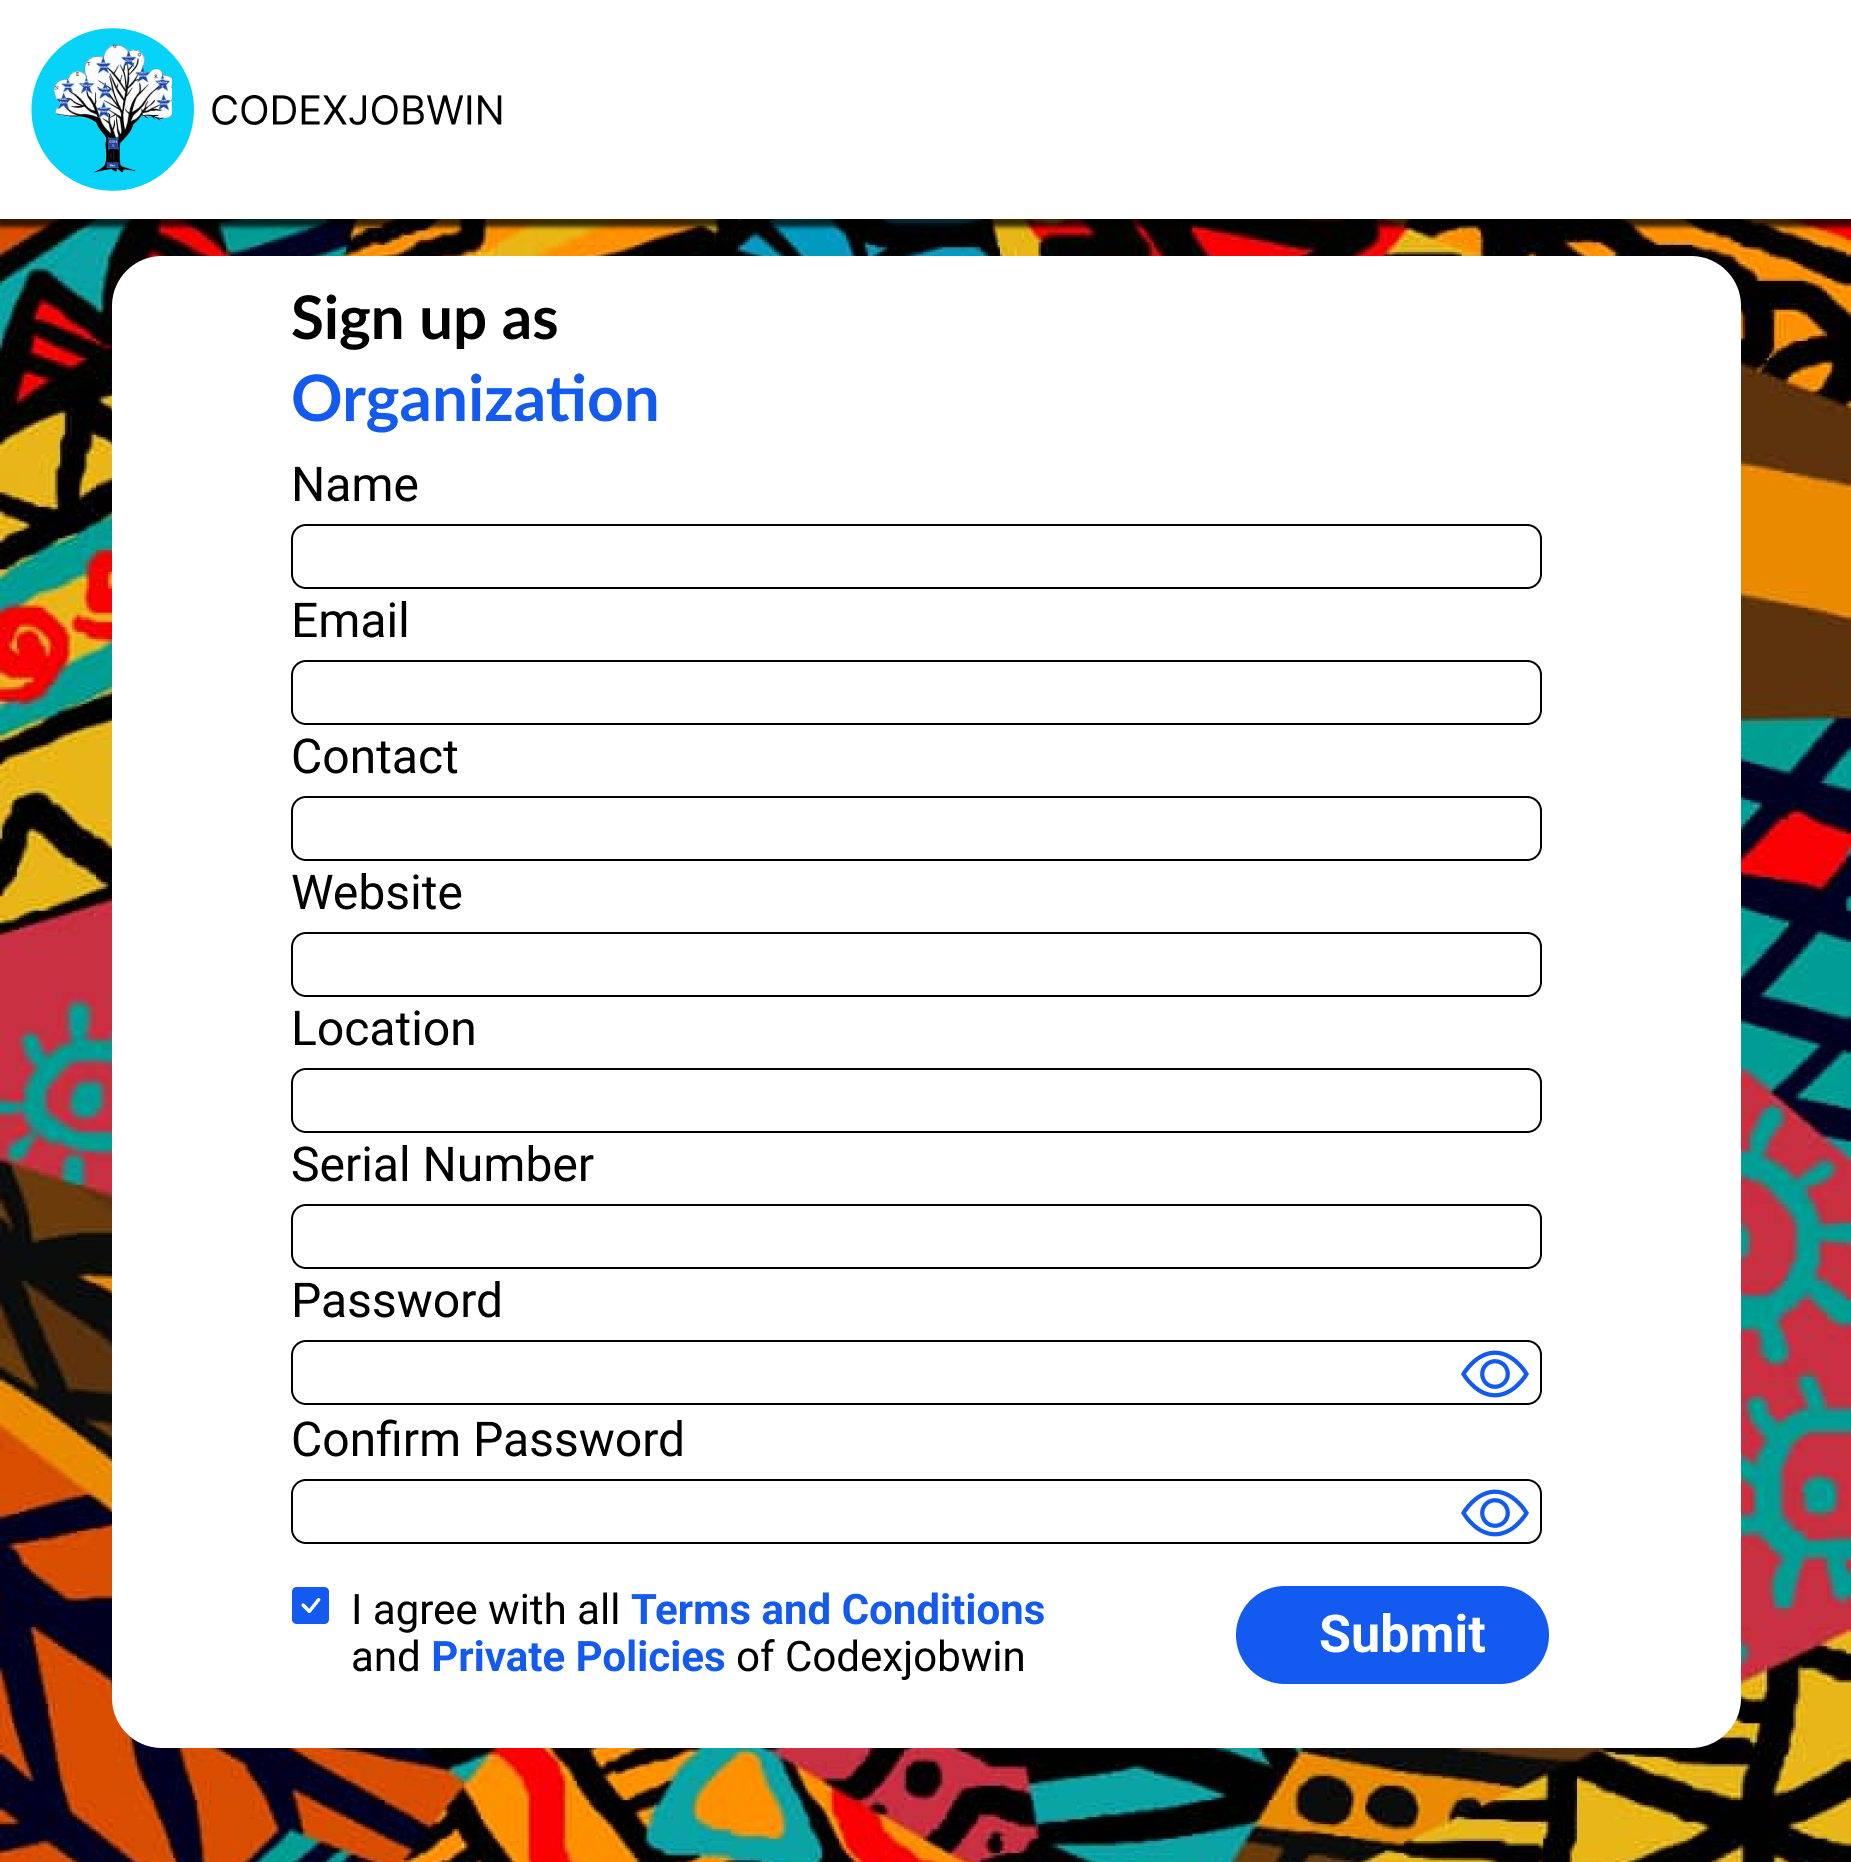 CODEXJOBWIN
Sign up as
Organization
Name
Email
Contact
Website
Location
Serial Number
Password
Confirm Password
I agree with all Terms and Conditions
and Private Policies of Codexjobwin
Submit